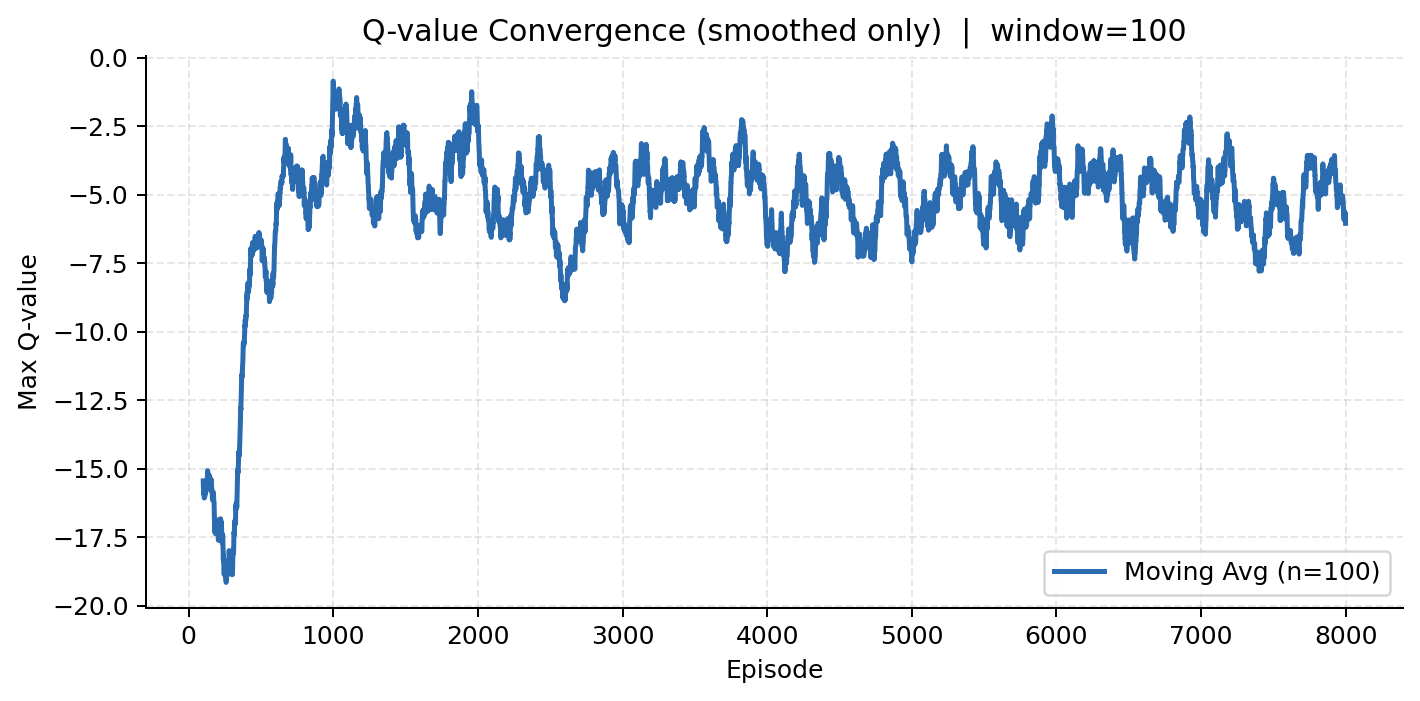 Q-value Convergence (smoothed only)  |  window=100
0.0
−2.5
−5.0
−7.5
−10.0
−12.5
−15.0
−17.5
−20.0
Max Q-value
0 1000 2000 3000 4000 5000 6000 7000 8000
Episode
Moving Avg (n=100)